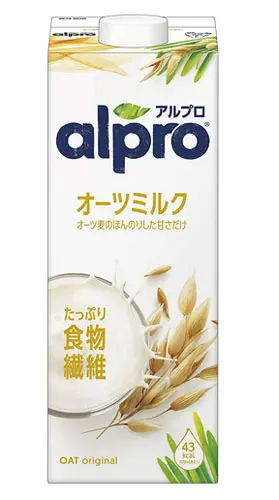 アルプロ
alpro
オーツミルク
オーツ麦のほんのりした甘さだけ
たっぷり
食物
繊維
OAT original
43
kcal